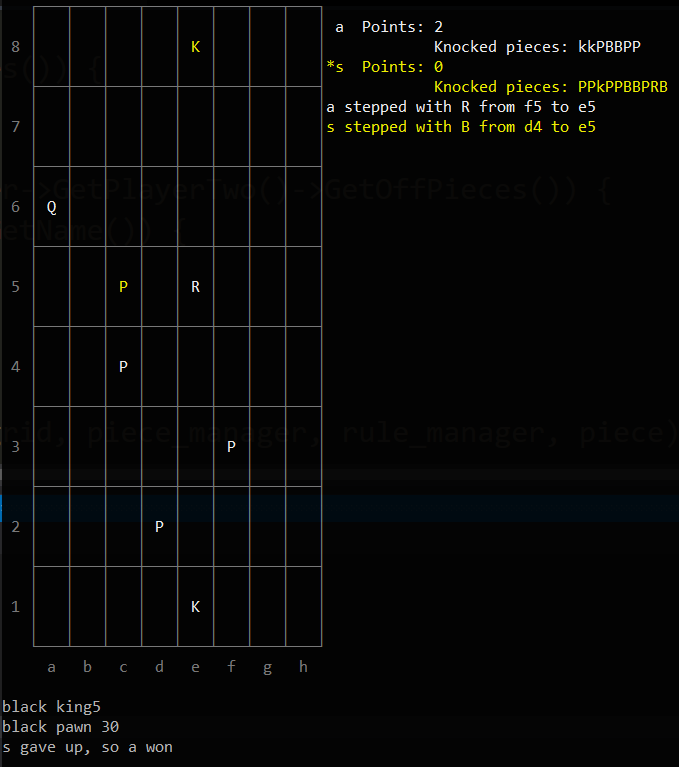 a Points: 2
Knocked pieces: kkPBBPP
*s Points: 0
Knocked pieces: PPkPPBBPRB
a stepped with R from f5 to e5
s stepped with B from d4 to e5
8 K
s()) {
7
r->GetPlayerTwo()->GetOffPieces()) {
6 Q
etName()) {
5 P R
4 P
rid, piece_manager, rule_manager, piece)
3 P
2 P
1 K
a b c d e f g h
black king5
black pawn 30
s gave up, so a won